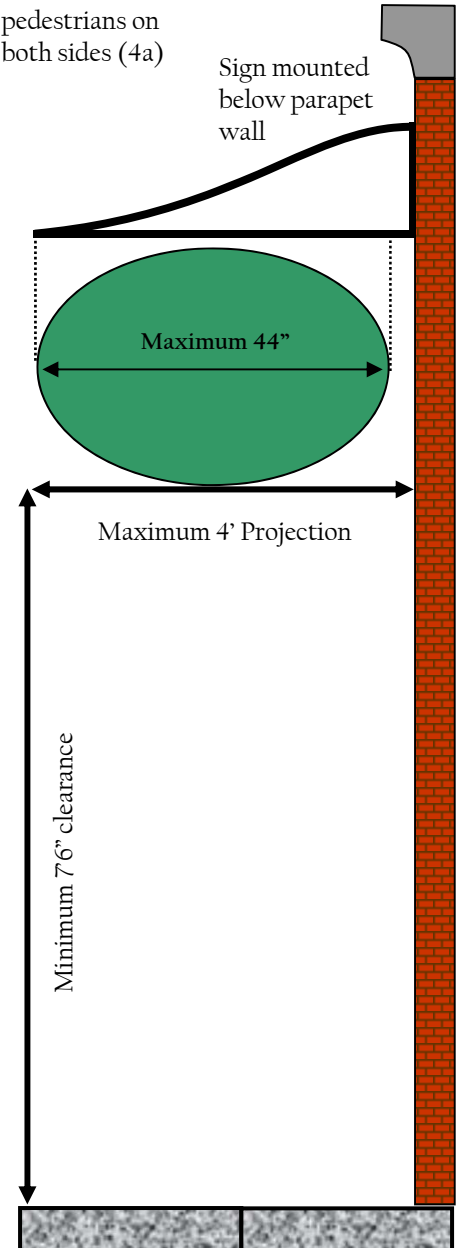 pedestrians on
both sides (4a)
Sign mounted
below parapet
wall
Maximum 44”
Maximum 4’ Projection
Minimum 7’6” clearance